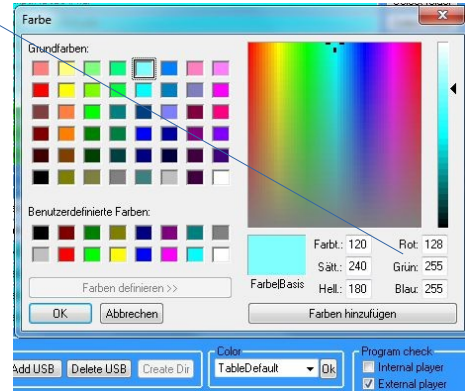 Farbe
Grundfarben:
Benutzerdefinierte Farben:
Farben definieren >>
OK Abbrechen
Farbe|Basis
Farbt.: 120 Rot: 128
Sätt.: 240 Grün: 255
Hell.: 180 Blau: 255
Farben hinzufügen
Add USB Delete USB Create Dir
Color
TableDefault Ok
Program check
Internal player
External player